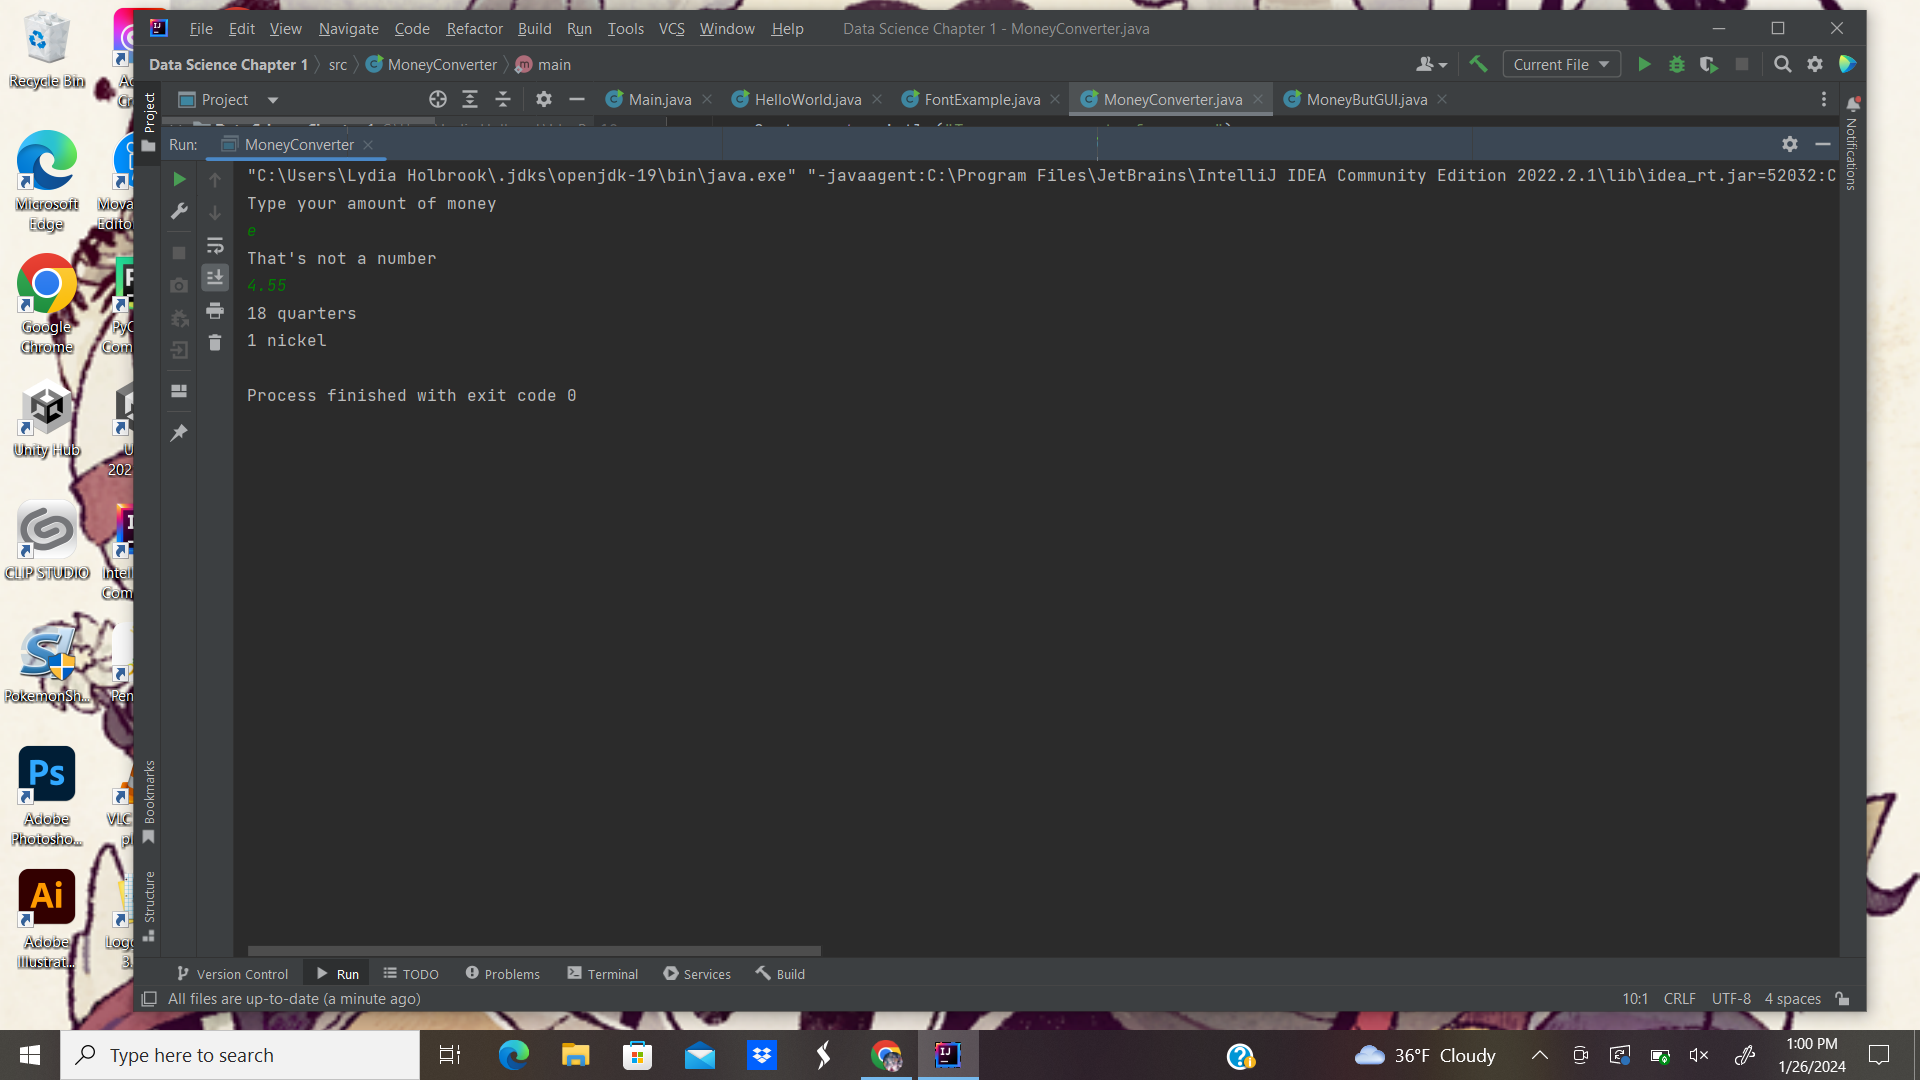 Recycle Bin
Microsoft
Edge
Google
Chrome
Unity Hub
CLIP STUDIO
PokemonSh...
Adobe
Photosho...
Adobe
Illustrat...
File Edit View Navigate Code Refactor Build Run Tools VCS Window Help Data Science Chapter 1 - MoneyConverter.java
Data Science Chapter 1 src MoneyConverter main
Current File
Project
Project
Main.java HelloWorld.java FontExample.java MoneyConverter.java MoneyButGUI.java
Notifications
Run: MoneyConverter
"C:\Users\Lydia Holbrook\.jdks\openjdk-19\bin\java.exe" "-javaagent:C:\Program Files\JetBrains\IntelliJ IDEA Community Edition 2022.2.1\lib\idea_rt.jar=52032:C
Type your amount of money
e
That's not a number
4.55
18 quarters
1 nickel
Process finished with exit code 0
Bookmarks
Structure
Version Control Run TODO Problems Terminal Services Build
All files are up-to-date (a minute ago)
10:1 CRLF UTF-8 4 spaces
Type here to search
36°F Cloudy
1:00 PM
1/26/2024